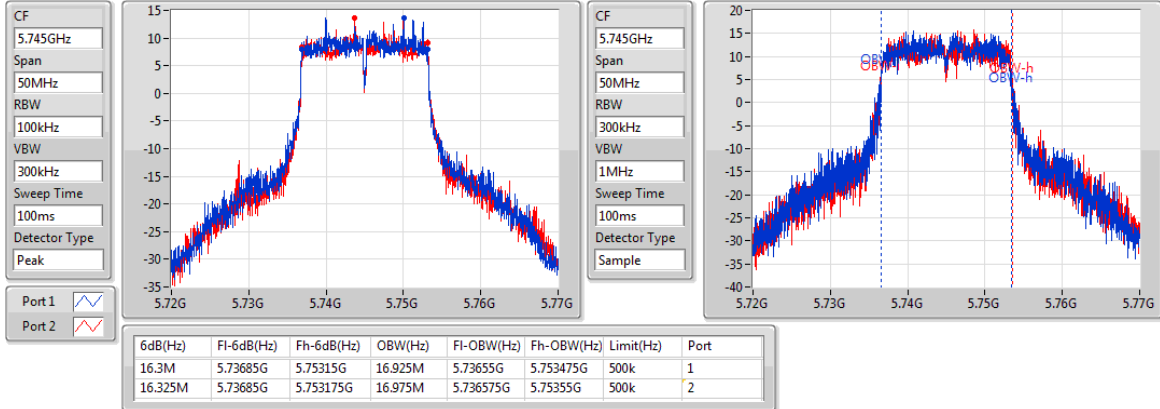 CF
5.745GHz
Span
50MHz
RBW
100kHz
VBW
300kHz
Sweep Time
100ms
Detector Type
Peak
Port 1
Port 2
15
10
5
0
-5
-10
-15
-20
-25
-30
-35
5.72G 5.73G 5.74G 5.75G 5.76G 5.77G
CF
5.745GHz
Span
50MHz
RBW
300kHz
VBW
1MHz
Sweep Time
100ms
Detector Type
Sample
20
15
10
5
0
-5
-10
-15
-20
-25
-30
-35
-40
OBW-h
OBW-h
5.72G 5.73G 5.74G 5.75G 5.76G 5.77G
6dB(Hz) Fl-6dB(Hz) Fh-6dB(Hz) OBW(Hz) Fl-OBW(Hz) Fh-OBW(Hz) Limit(Hz) Port
16.3M 5.73685G 5.75315G 16.925M 5.73655G 5.753475G 500k 1
16.325M 5.73685G 5.753175G 16.975M 5.736575G 5.75355G 500k 2